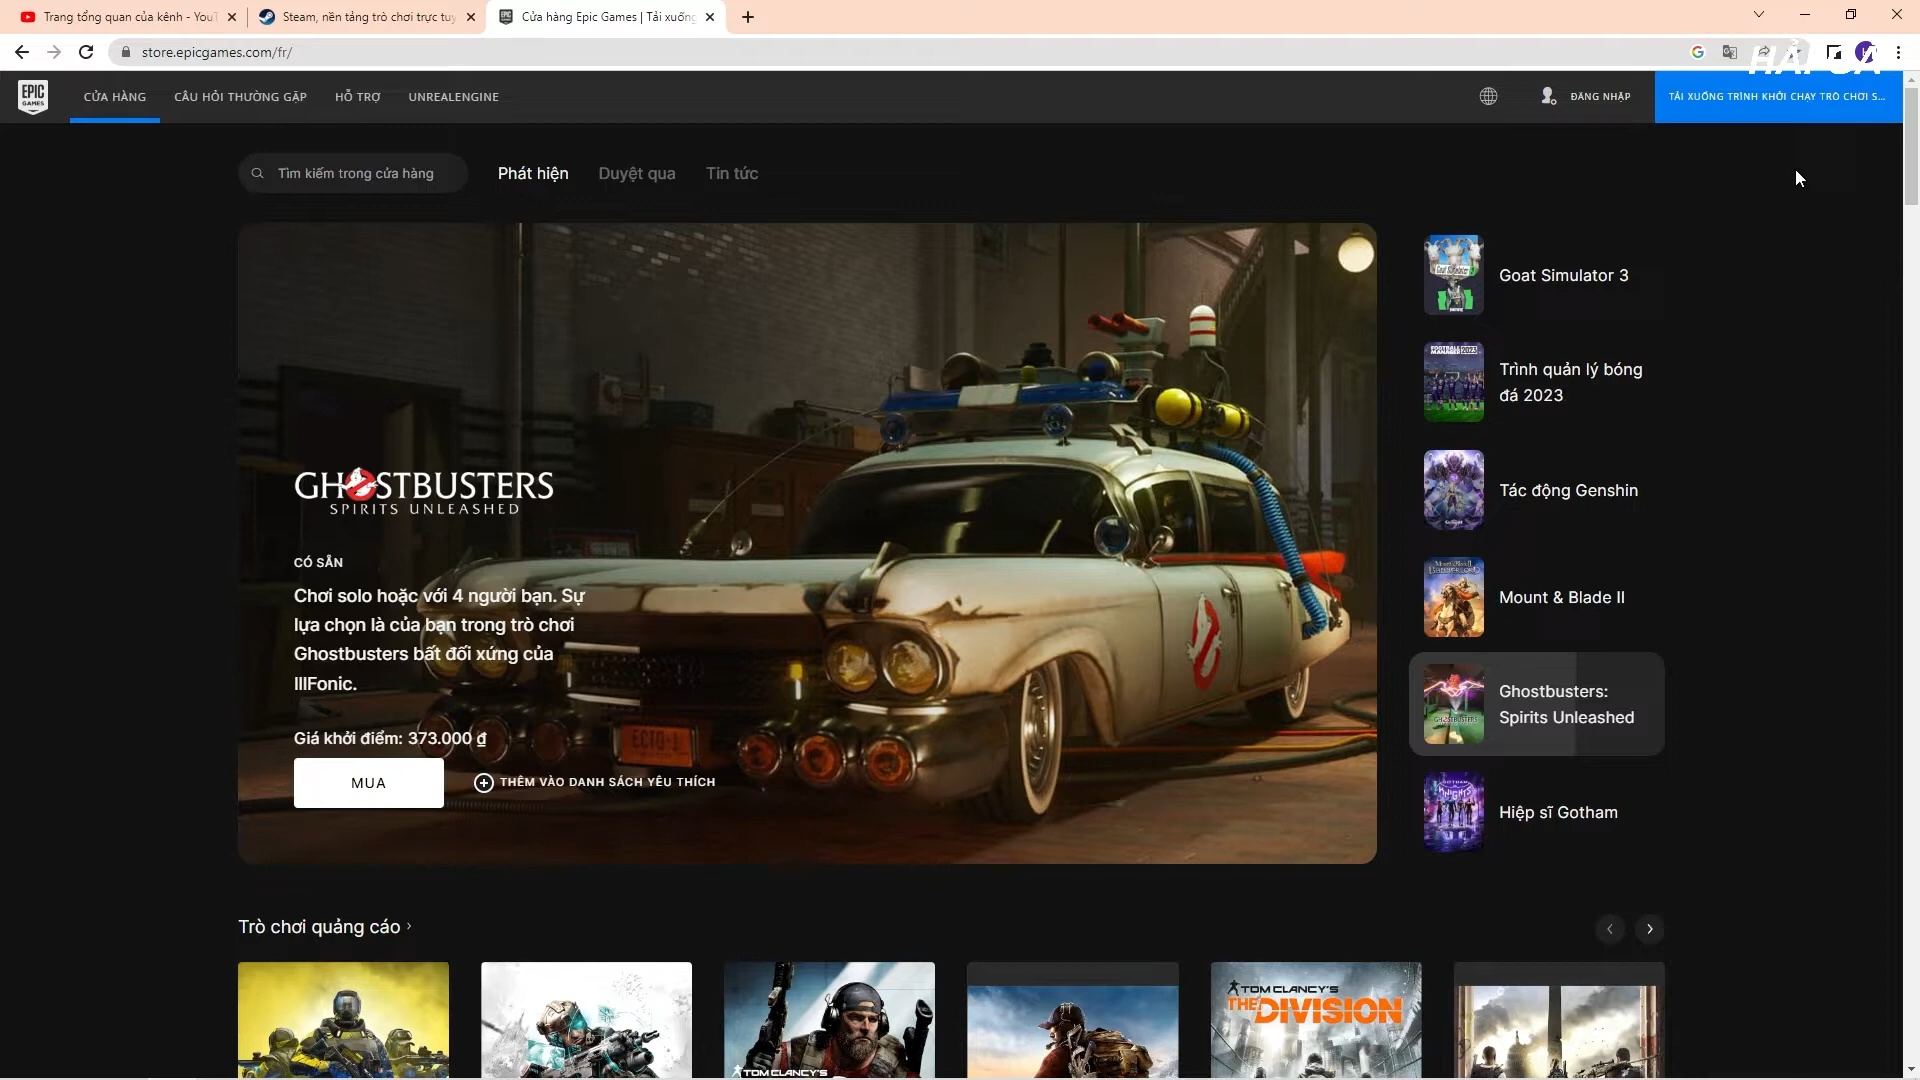 Trang tổng quan của kênh - YouT
Steam, nền tảng trò chơi trực tuy
Cửa hàng Epic Games | Tải xuống
store.epicgames.com/fr/
EPIC
GAMES
CỬA HÀNG
CÂU HỎI THƯỜNG GẶP
HỖ TRỢ
UNREALENGINE
ĐĂNG NHẬP
TẢI XUỐNG TRÌNH KHỞI CHẠY TRÒ CHƠI S...
Tìm kiếm trong cửa hàng
Phát hiện
Duyệt qua
Tin tức
GHOSTBUSTERS
SPIRITS UNLEASHED
CÓ SẴN
Chơi solo hoặc với 4 người bạn. Sự
lựa chọn là của bạn trong trò chơi
Ghostbusters bất đối xứng của
IllFonic.
Giá khởi điểm: 373.000 ₫
MUA
THÊM VÀO DANH SÁCH YÊU THÍCH
ECTO-1
Goat Simulator 3
FOOTBALL
MANAGER 2023
Trình quản lý bóng
đá 2023
Tác động Genshin
Mount & Blade II
Ghostbusters:
Spirits Unleashed
Hiệp sĩ Gotham
Trò chơi quảng cáo
TOM CLANCY'S
TOM CLANCY'S
THE DIVISION